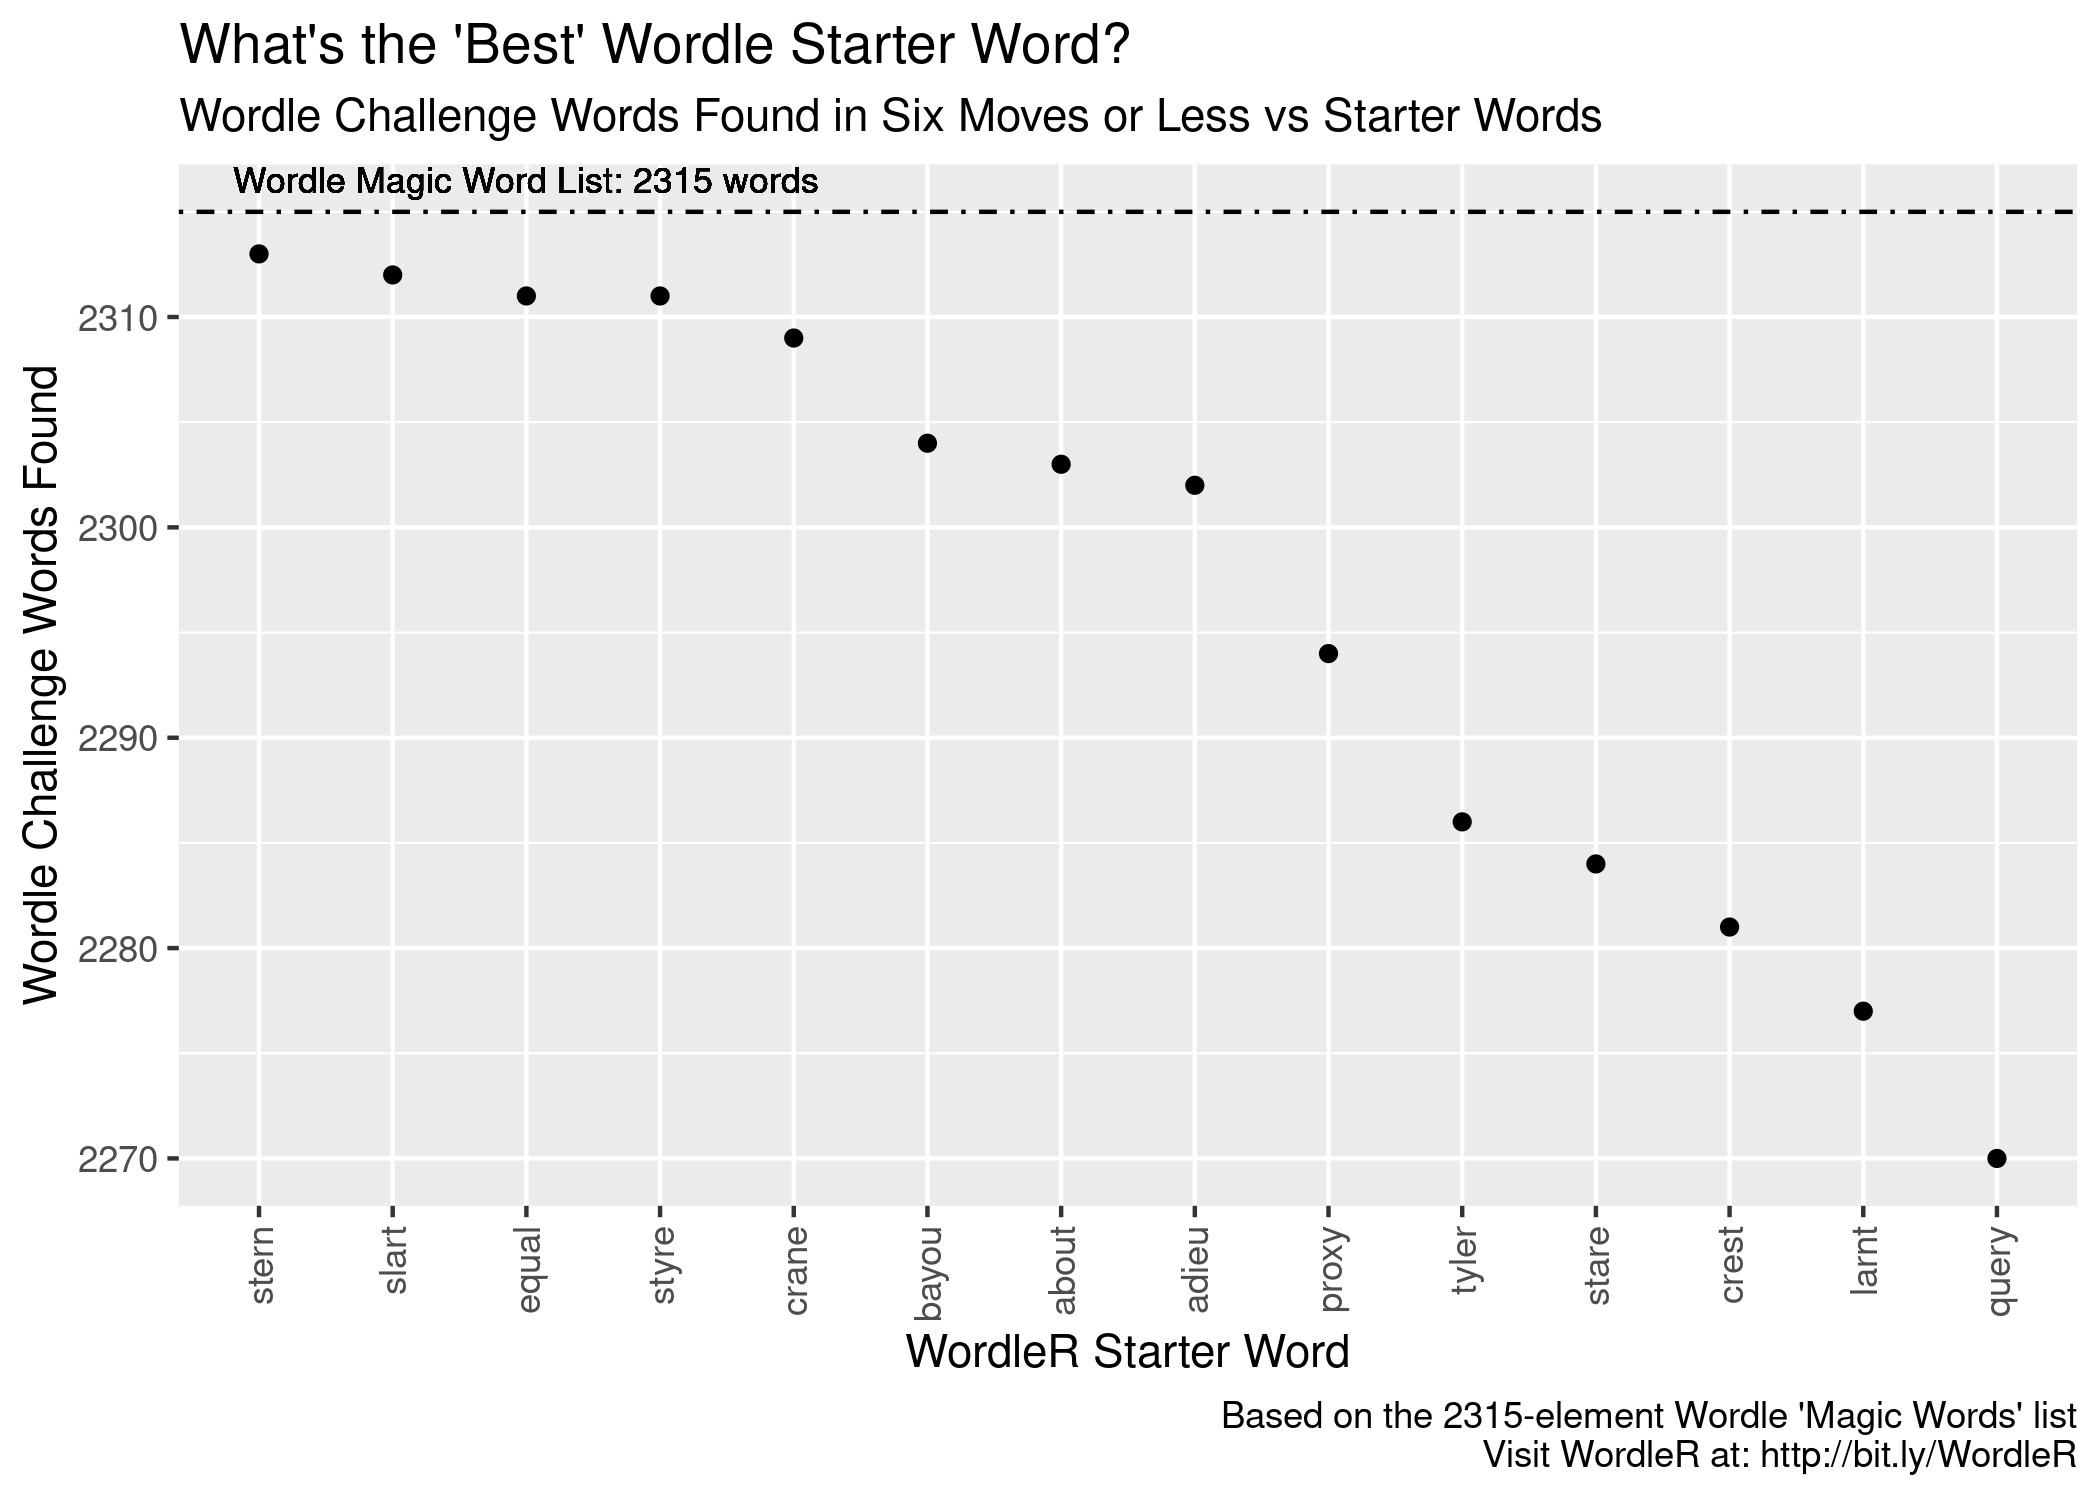 What's the 'Best' Wordle Starter Word?
Wordle Challenge Words Found in Six Moves or Less vs Starter Words
Wordle Magic Word List: 2315 words
Wordle Challenge Words Found
2310
2300
2290
2280
2270
stern
slart
equal
styre
crane
bayou
about
adieu
proxy
tyler
stare
crest
larnt
query
WordleR Starter Word
Based on the 2315-element Wordle 'Magic Words' list
Visit WordleR at: http://bit.ly/WordleR